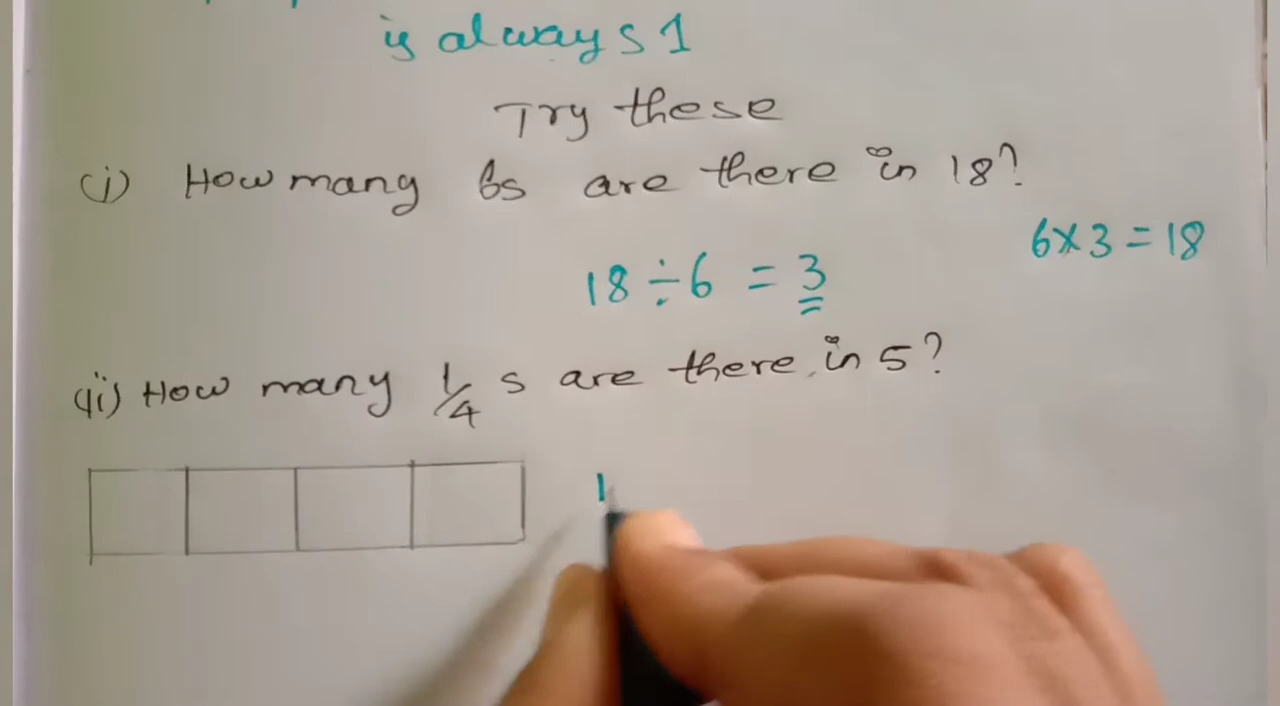 is always 1
Try these
(i) How many 6s are there in 18?
6×3=18
18÷6 = 3
(ii) How many 1/4 s are there in 5?
1